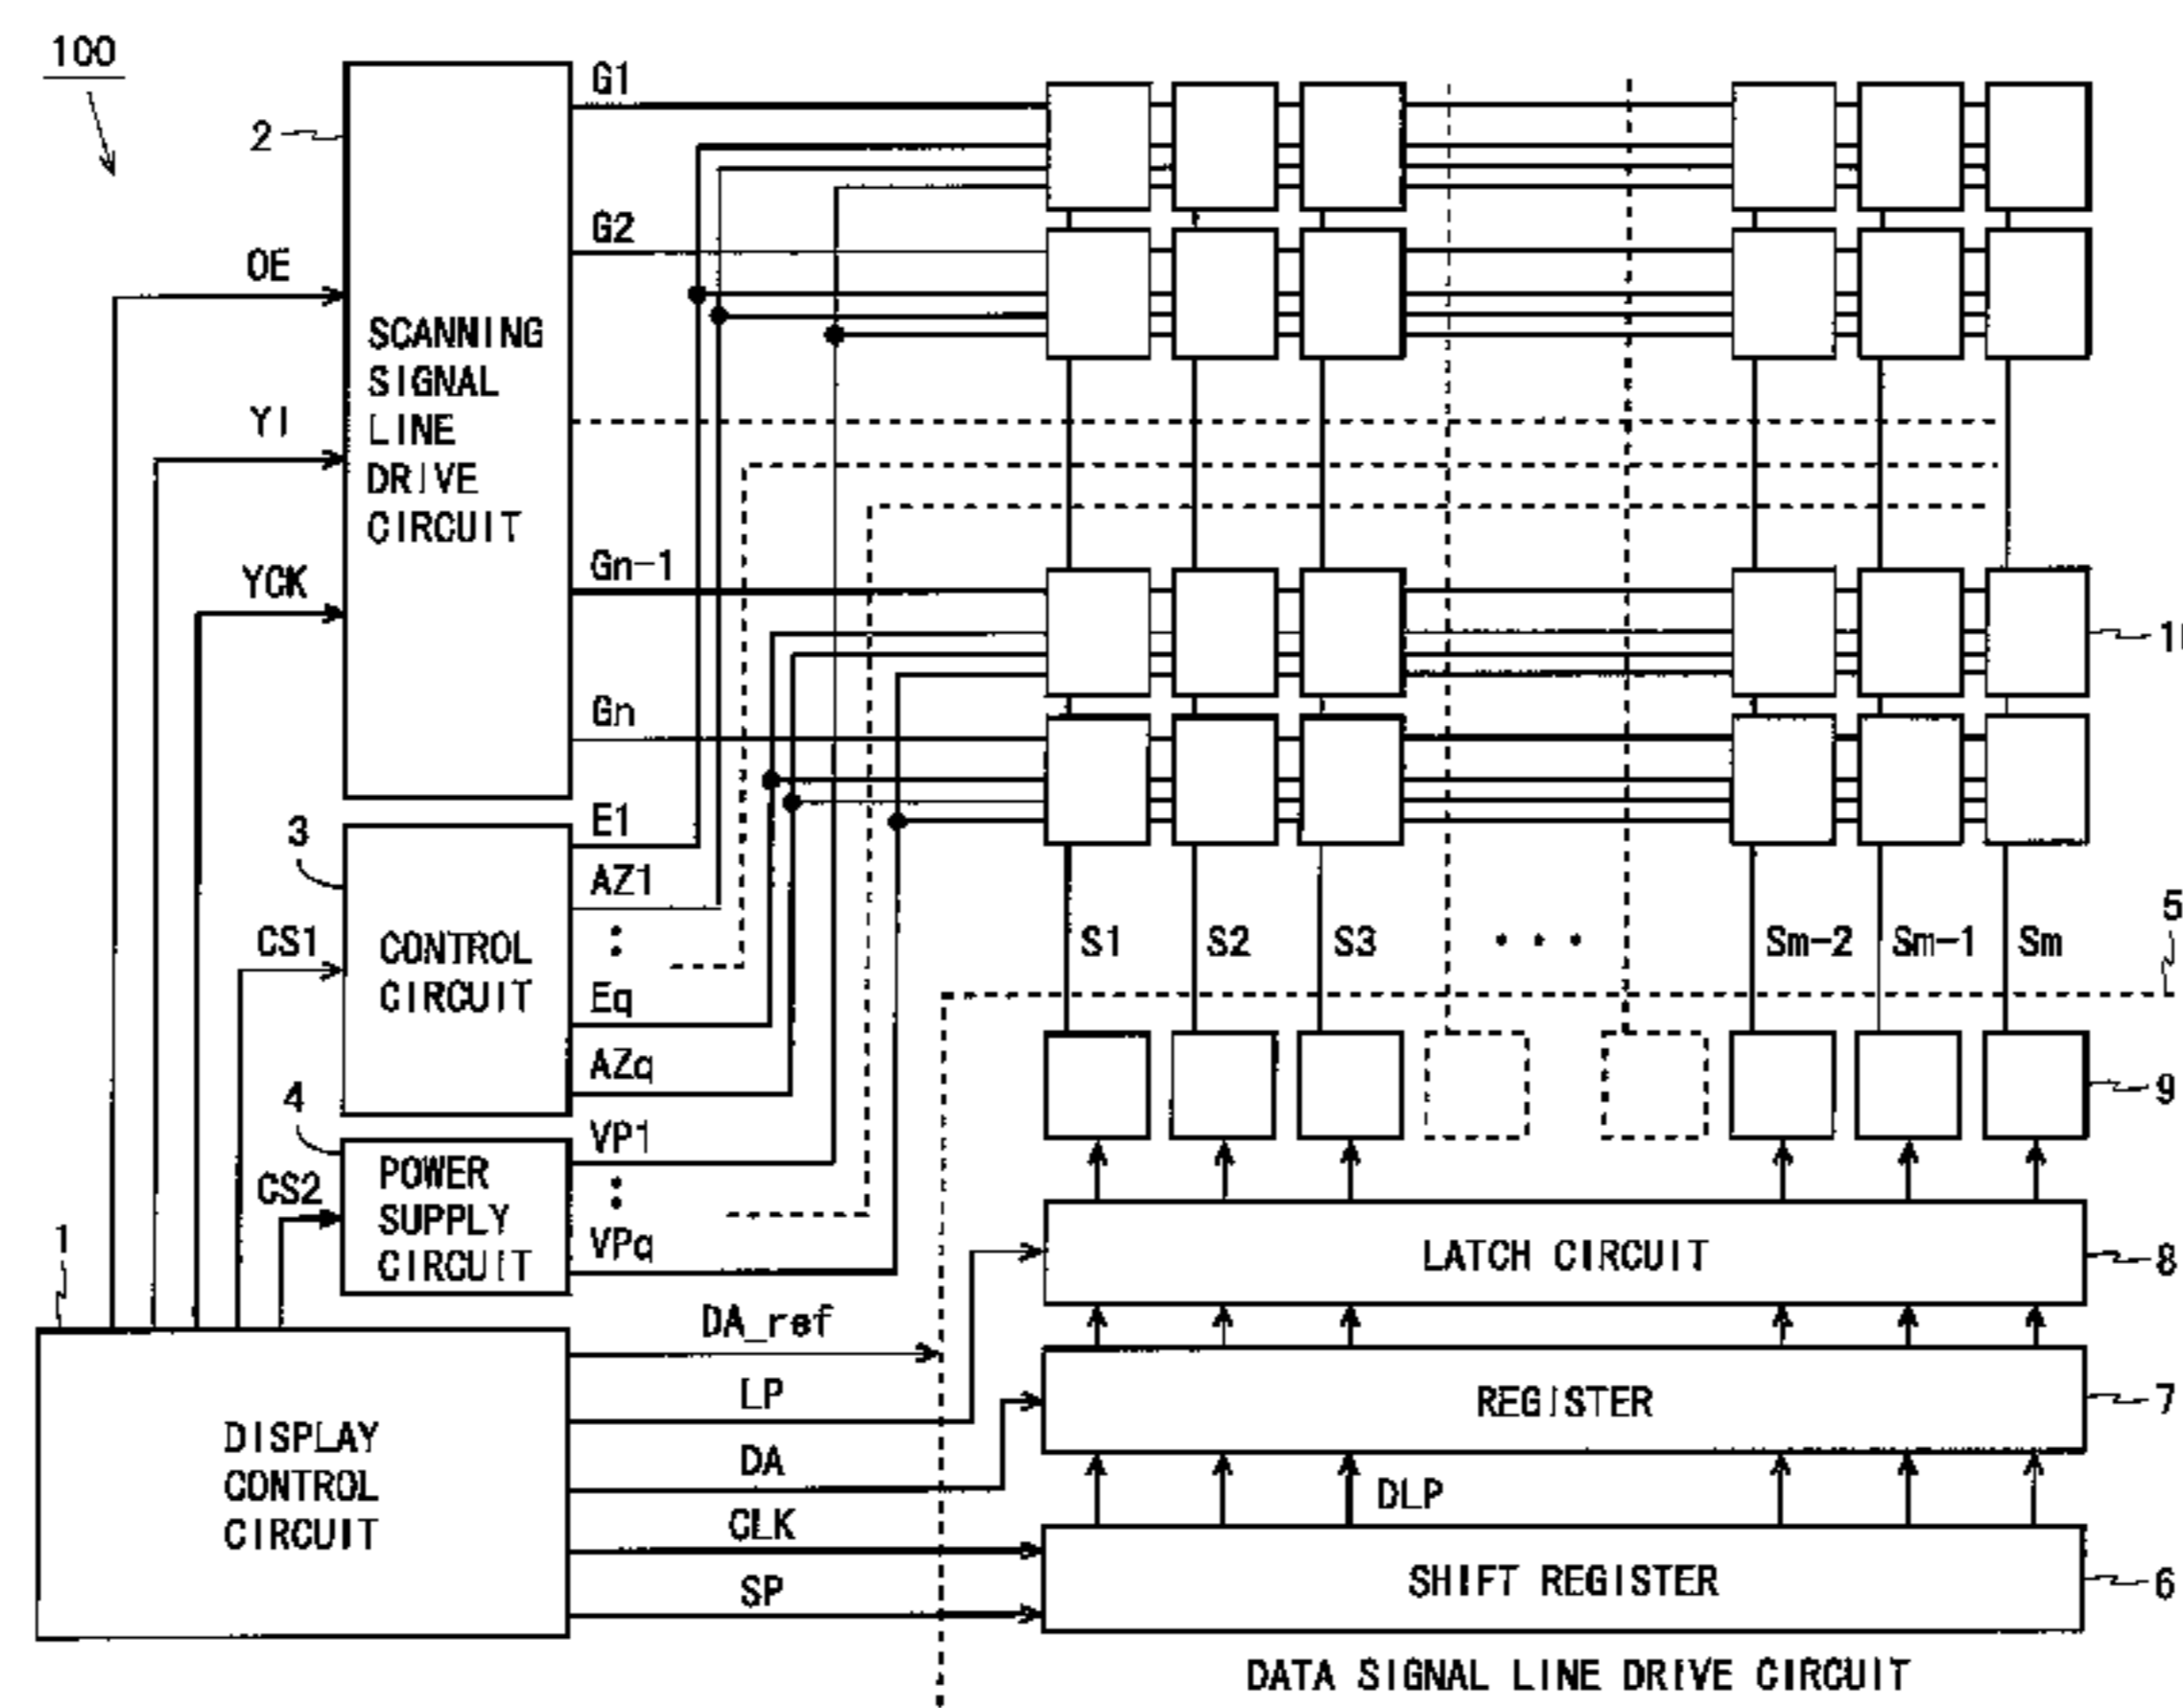 100
G1
2
G2
OE
SCANNING
SIGNAL
LINE
DRIVE
CIRCUIT
YI
YCK
Gn-1
Gn
3
E1
AZ1
CS1
CONTROL
CIRCUIT
:
Eq
AZq
S1 S2 S3 ... Sm-2 Sm-1 Sm
5
9
4
VP1
CS2
POWER
SUPPLY
CIRCUIT
:
VPq
1
LATCH CIRCUIT
8
DA_ref
LP
REGISTER
7
DISPLAY
CONTROL
CIRCUIT
DA
DLP
CLK
SP
SHIFT REGISTER
6
DATA SIGNAL LINE DRIVE CIRCUIT